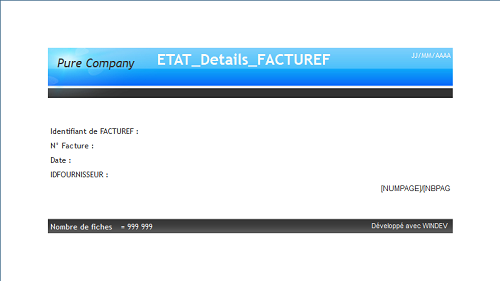 Pure Company ETAT_Details_FACTUREF JJ/MM/AAAA
Identifiant de FACTUREF :
N° Facture :
Date :
IDFOURNISSEUR :
[NUMPAGE]/[NBPAG
Nombre de fiches = 999 999 Développé avec WINDEV